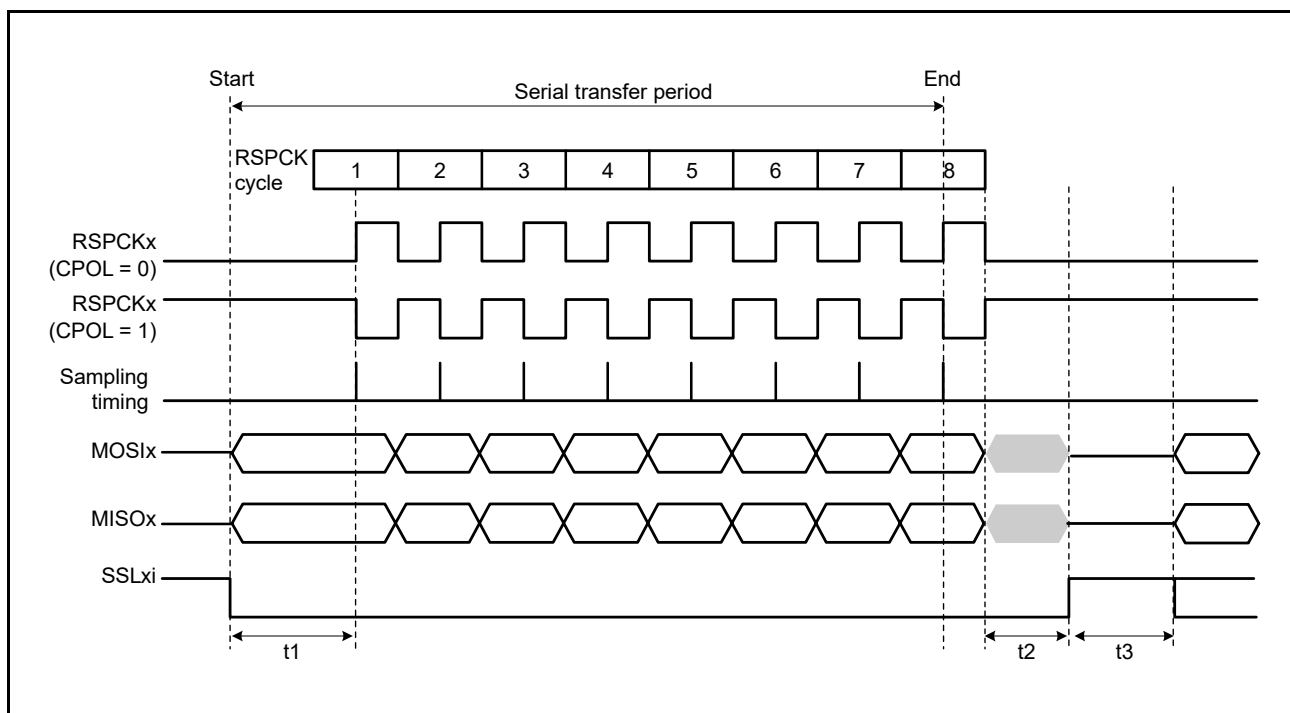 Start
End
Serial transfer period
RSPCK
cycle
1 2 3 4 5 6 7 8
RSPCKx
(CPOL = 0)
RSPCKx
(CPOL = 1)
Sampling
timing
MOSIx
MISOx
SSLxi
t1
t2
t3